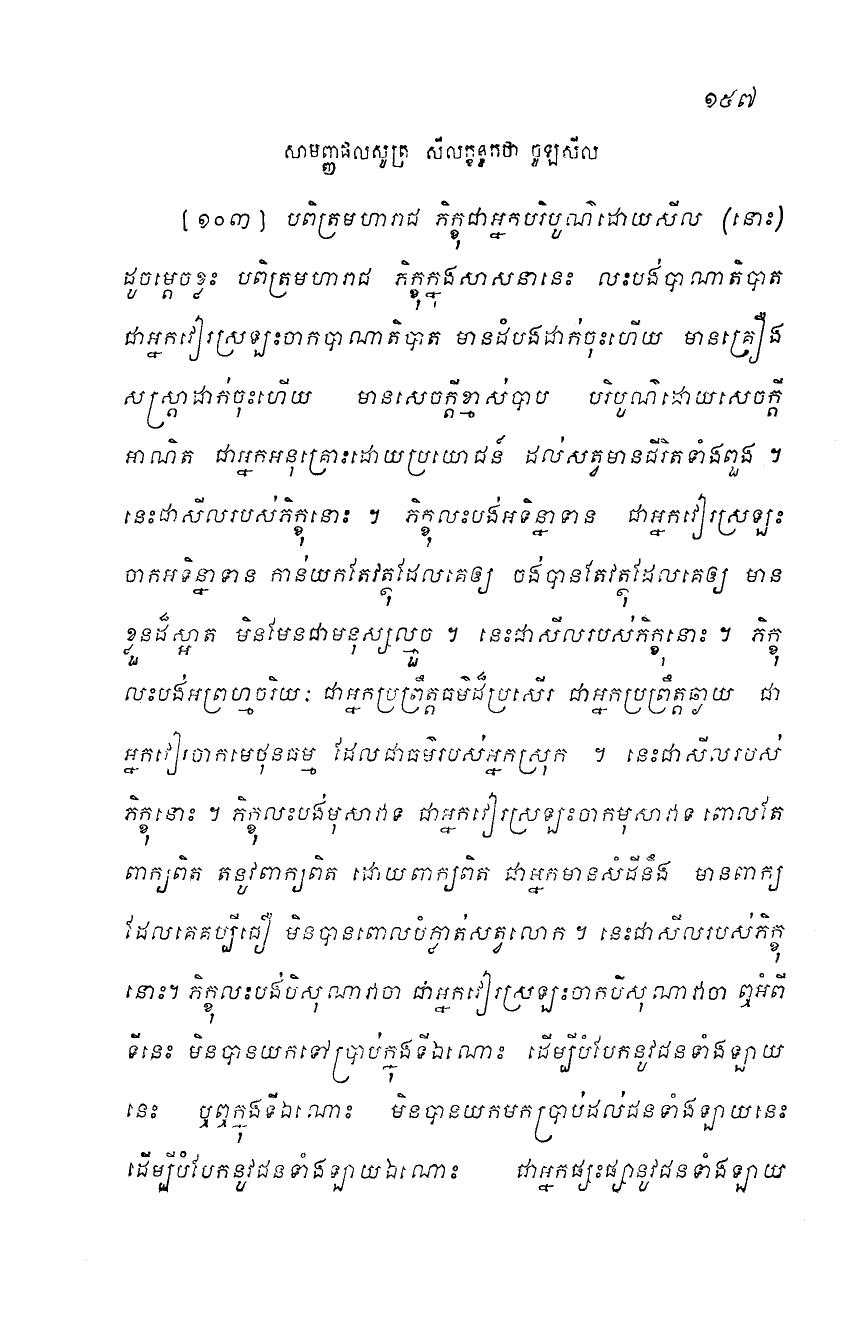 ១៥៧
សាមញ្ញផលសូត្រ សីលក្ខន្ធកថា ចូឡសីល
[១០៣] បពិត្រមហារាជ ភិក្ខុជាអ្នកបរិបូណ៌ដោយសីល (នោះ)
ដូចម្តេចខ្លះ បពិត្រមហារាជ ភិក្ខុក្នុងសាសនានេះ លះបង់បាណាតិបាត
ជាអ្នកវៀរស្រឡះចាកបាណាតិបាត មានដំបងដាក់ចុះហើយ មានគ្រឿង
សស្ត្រាដាក់ចុះហើយ មានសេចក្តីខ្មាស់បាប បរិបូណ៌ដោយសេចក្តី
អាណិត ជាអ្នកអនុគ្រោះដោយប្រយោជន៍ ដល់សត្វមានជីវិតទាំងពួង ។
នេះជាសីលរបស់ភិក្ខុនោះ ។ ភិក្ខុលះបង់អទិន្នាទាន ជាអ្នកវៀរស្រឡះ
ចាកអទិន្នាទាន កាន់យកតែវត្ថុដែលគេឲ្យ ចង់បានតែវត្ថុដែលគេឲ្យ មាន
ខ្លួនដ៏ស្អាត មិនមែនជាមនុស្សលួច ។ នេះជាសីលរបស់ភិក្ខុនោះ ។ ភិក្ខុ
លះបង់អព្រហ្មចរិយៈ ជាអ្នកប្រព្រឹត្តធម៌ដ៏ប្រសើរ ជាអ្នកប្រព្រឹត្តឆ្ងាយ ជា
អ្នកវៀរចាកមេថុនធម្ម ដែលជាធម៌របស់អ្នកស្រុក ។ នេះជាសីលរបស់
ភិក្ខុនោះ ។ ភិក្ខុលះបង់មុសាវាទ ជាអ្នកវៀរស្រឡះចាកមុសាវាទ ពោលតែ
ពាក្យពិត តនូវពាក្យពិត ដោយពាក្យពិត ជាអ្នកមានសំដីនឹង មានពាក្យ
ដែលគេគប្បីជឿ មិនបានពោលបំភ្លាត់សត្វលោក ។ នេះជាសីលរបស់ភិក្ខុ
នោះ។ ភិក្ខុលះបង់បិសុណាវាចា ជាអ្នកវៀរស្រឡះចាកបិសុណាវាចា ឮអំពី
ទីនេះ មិនបានយកទៅប្រាប់ក្នុងទីឯណោះ ដើម្បីបំបែកនូវជនទាំងឡាយ
នេះ ឬឮក្នុងទីឯណោះ មិនបានយកមកប្រាប់ដល់ជនទាំងឡាយនេះ
ដើម្បីបំបែកនូវជនទាំងឡាយឯណោះ ជាអ្នកផ្សះផ្សានូវជនទាំងឡាយ